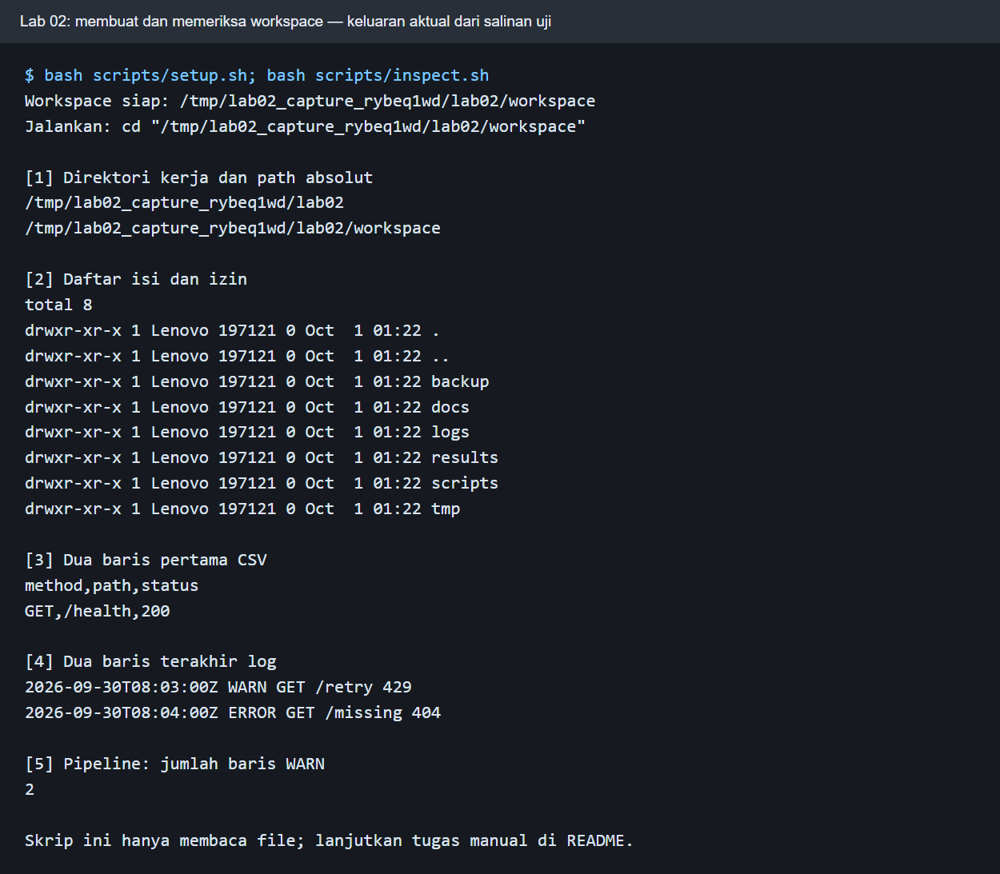 Lab 02: membuat dan memeriksa workspace — keluaran aktual dari salinan uji
$ bash scripts/setup.sh; bash scripts/inspect.sh
Workspace siap: /tmp/lab02_capture_rybeq1wd/lab02/workspace
Jalankan: cd "/tmp/lab02_capture_rybeq1wd/lab02/workspace"
[1] Direktori kerja dan path absolut
/tmp/lab02_capture_rybeq1wd/lab02
/tmp/lab02_capture_rybeq1wd/lab02/workspace
[2] Daftar isi dan izin
total 8
drwxr-xr-x 1 Lenovo 197121 0 Oct  1 01:22 .
drwxr-xr-x 1 Lenovo 197121 0 Oct  1 01:22 ..
drwxr-xr-x 1 Lenovo 197121 0 Oct  1 01:22 backup
drwxr-xr-x 1 Lenovo 197121 0 Oct  1 01:22 docs
drwxr-xr-x 1 Lenovo 197121 0 Oct  1 01:22 logs
drwxr-xr-x 1 Lenovo 197121 0 Oct  1 01:22 results
drwxr-xr-x 1 Lenovo 197121 0 Oct  1 01:22 scripts
drwxr-xr-x 1 Lenovo 197121 0 Oct  1 01:22 tmp
[3] Dua baris pertama CSV
method,path,status
GET,/health,200
[4] Dua baris terakhir log
2026-09-30T08:03:00Z WARN GET /retry 429
2026-09-30T08:04:00Z ERROR GET /missing 404
[5] Pipeline: jumlah baris WARN
2
Skrip ini hanya membaca file; lanjutkan tugas manual di README.